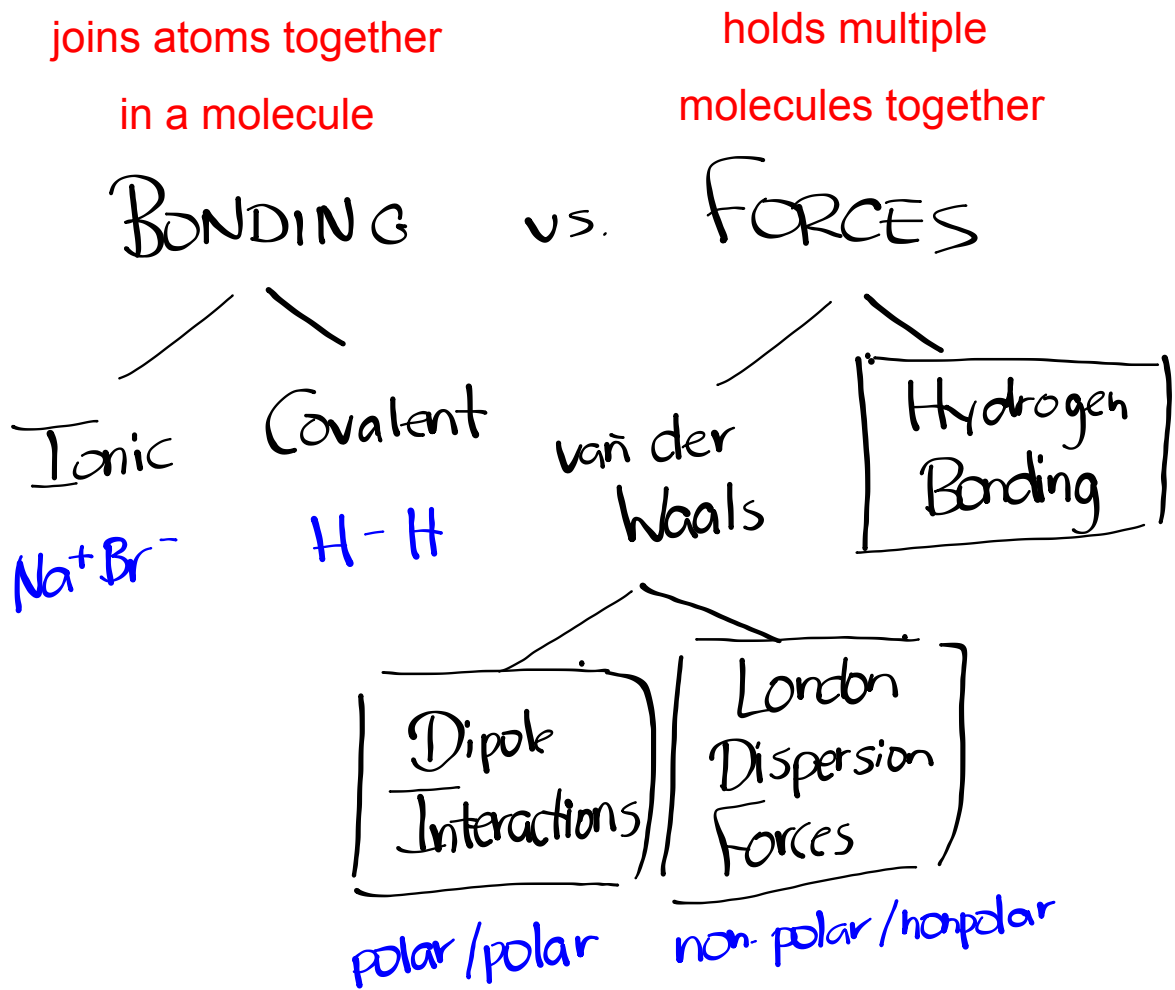 joins atoms together
in a molecule
holds multiple
molecules together
BONDING vs. FORCES
Ionic
Covalent
van der
Waals
Hydrogen
Bonding
Na⁺Br⁻
H-H
Dipole
Interactions
London
Dispersion
Forces
polar/polar
non-polar/nonpolar